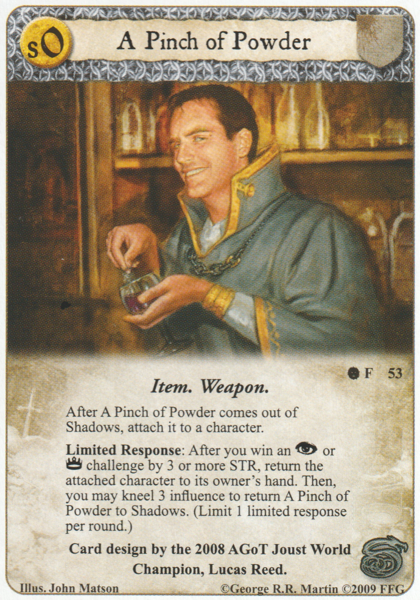 s0
A Pinch of Powder
F 53
Item. Weapon.
After A Pinch of Powder comes out of
Shadows, attach it to a character.
Limited Response: After you win an or
challenge by 3 or more STR, return the
attached character to its owner's hand. Then,
you may kneel 3 influence to return A Pinch of
Powder to Shadows. (Limit 1 limited response
per round.)
Card design by the 2008 AGoT Joust World
Champion, Lucas Reed.
Illus. John Matson ©George R.R. Martin ©2009 FFG